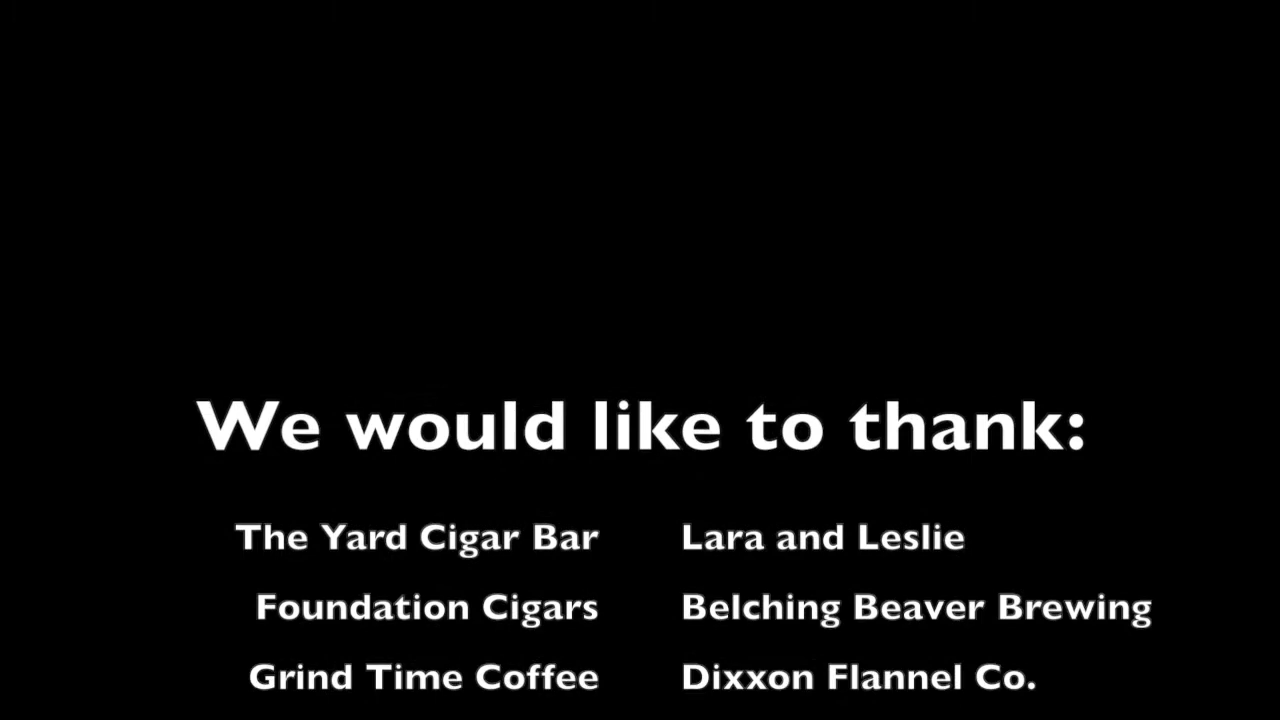 We would like to thank:
The Yard Cigar Bar Lara and Leslie
Foundation Cigars Belching Beaver Brewing
Grind Time Coffee Dixxon Flannel Co.